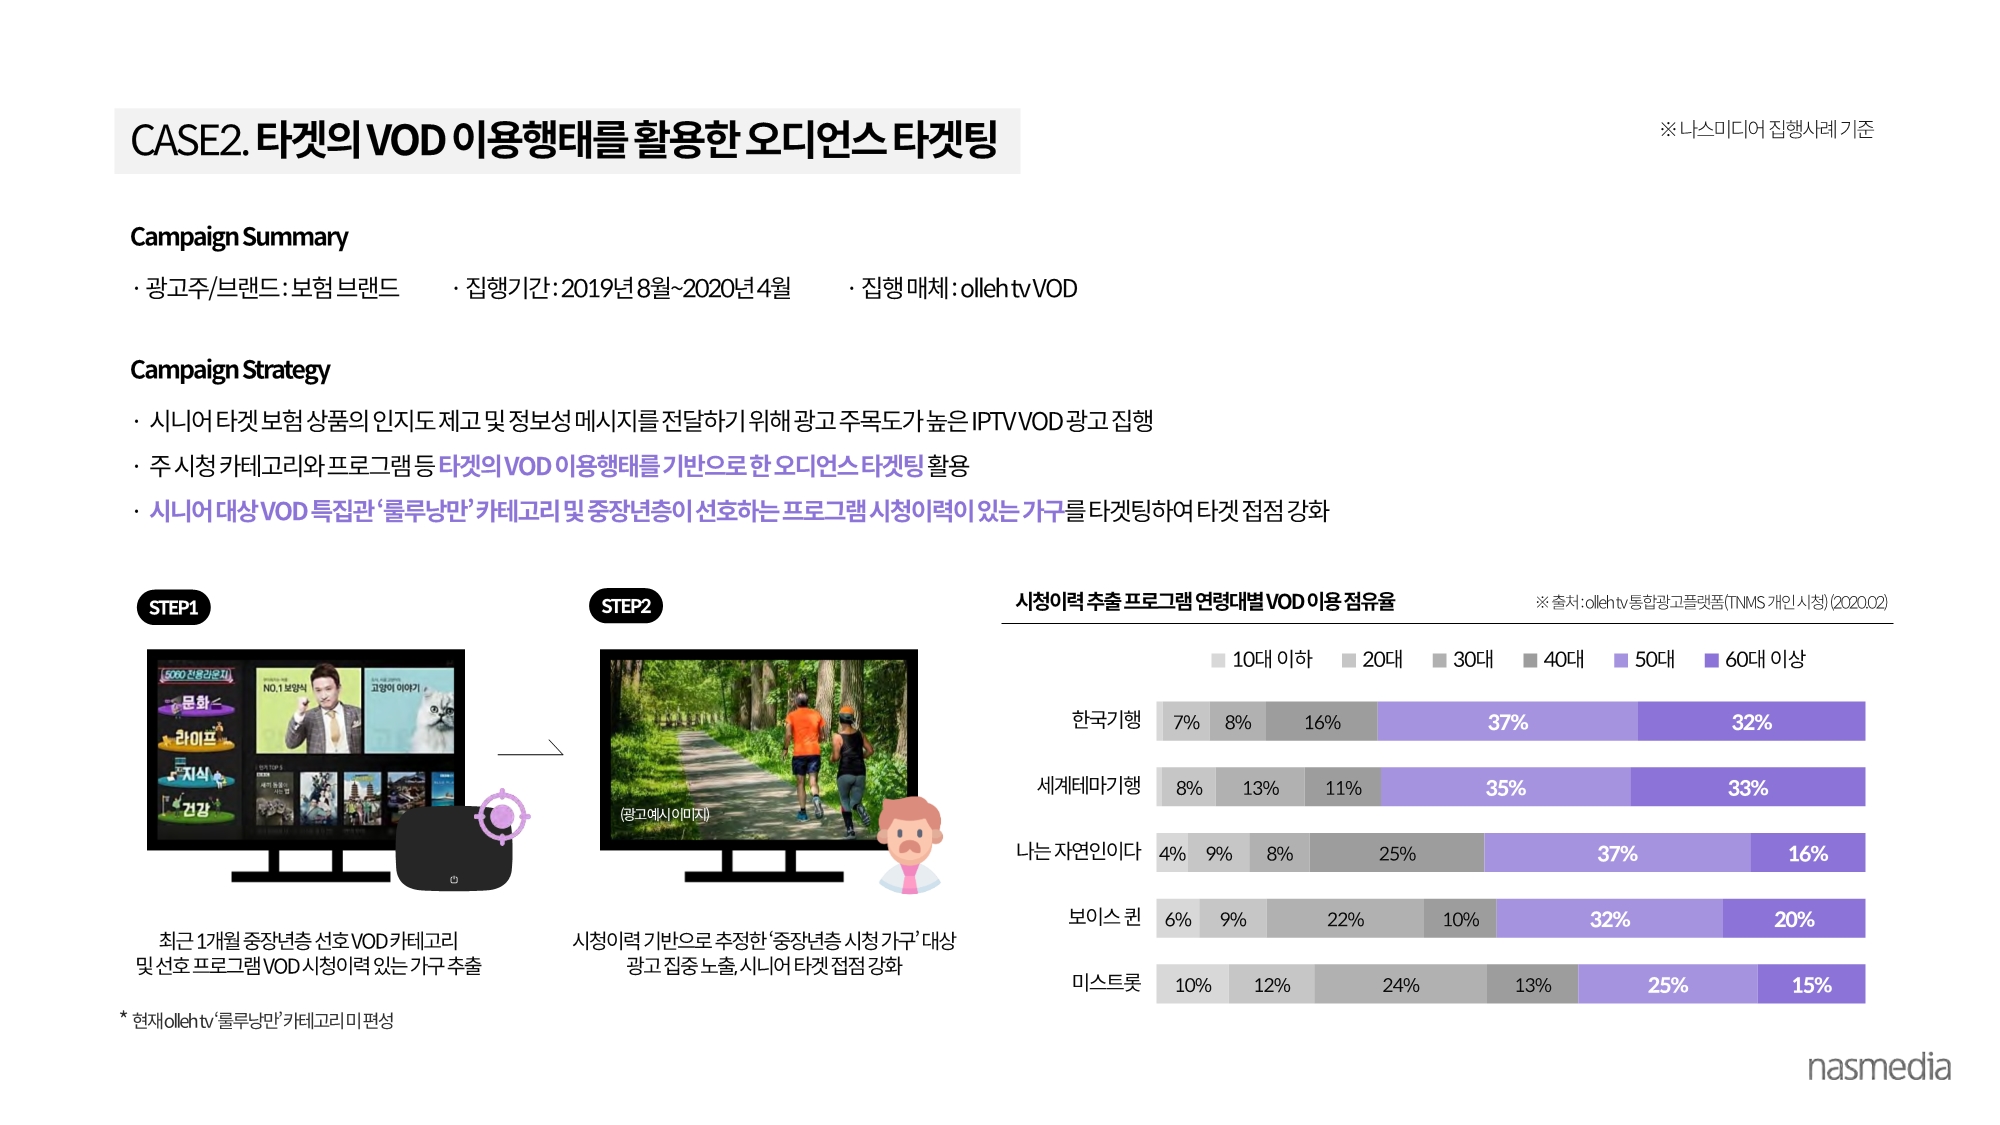 CASE2. 타겟의 VOD 이용행태를 활용한 오디언스 타겟팅
※ 나스미디어 집행사례 기준
Campaign Summary
· 광고주/브랜드 : 보험 브랜드
· 집행기간 : 2019년 8월~2020년 4월
· 집행 매체 : olleh tv VOD
Campaign Strategy
· 시니어 타겟 보험 상품의 인지도 제고 및 정보성 메시지를 전달하기 위해 광고 주목도가 높은 IPTV VOD 광고 집행
· 주 시청 카테고리와 프로그램 등 타겟의 VOD 이용행태를 기반으로 한 오디언스 타겟팅 활용
· 시니어 대상 VOD 특집관 ‘룰루낭만’ 카테고리 및 중장년층이 선호하는 프로그램 시청이력이 있는 가구를 타겟팅하여 타겟 접점 강화
STEP1
5060 전용라운지
문화
라이프
지식
건강
NO.1 보양식
고양이 이야기
최근 1개월 중장년층 선호 VOD 카테고리
및 선호 프로그램 VOD 시청이력 있는 가구 추출
* 현재 olleh tv ‘룰루낭만’ 카테고리 미 편성
STEP2
(광고 예시 이미지)
시청이력 기반으로 추정한 ‘중장년층 시청 가구’ 대상
광고 집중 노출, 시니어 타겟 접점 강화
시청이력 추출 프로그램 연령대별 VOD 이용 점유율
※ 출처 : olleh tv 통합광고플랫폼(TNMS 개인 시청) (2020.02)
10대 이하 20대 30대 40대 50대 60대 이상
한국기행 7% 8% 16% 37% 32%
세계테마기행 8% 13% 11% 35% 33%
나는 자연인이다 4% 9% 8% 25% 37% 16%
보이스 퀸 6% 9% 22% 10% 32% 20%
미스트롯 10% 12% 24% 13% 25% 15%
nasmedia